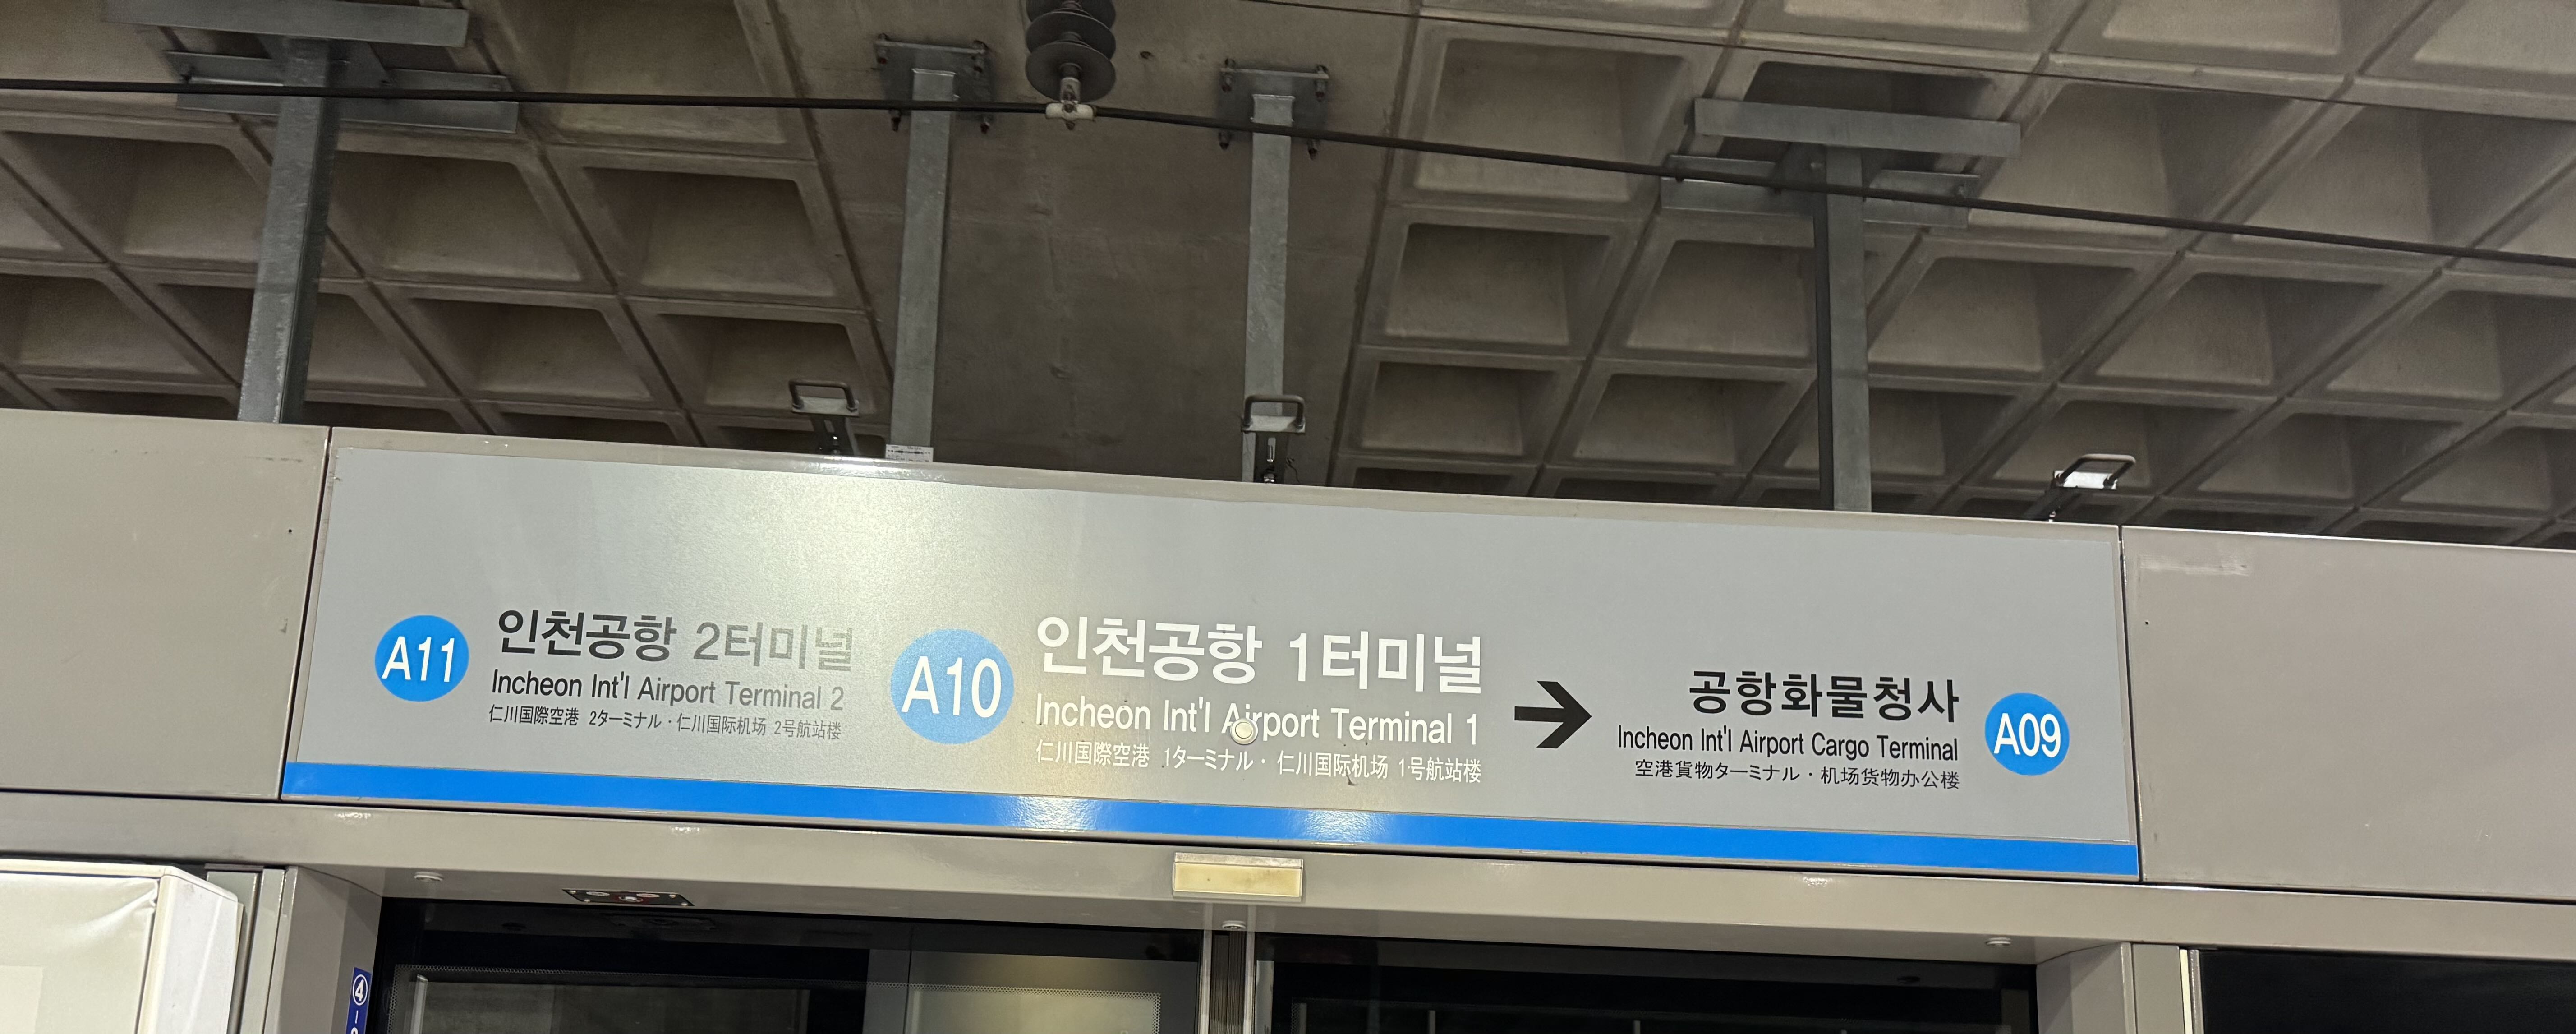 A11
인천공항 2터미널
Incheon Int'l Airport Terminal 2
仁川国際空港 2ターミナル · 仁川国际机场 2号航站楼
A10
인천공항 1터미널
Incheon Int'l Airport Terminal 1
仁川国際空港 1ターミナル · 仁川国际机场 1号航站楼
공항화물청사
Incheon Int'l Airport Cargo Terminal
空港貨物ターミナル · 机场货物办公楼
A09
④